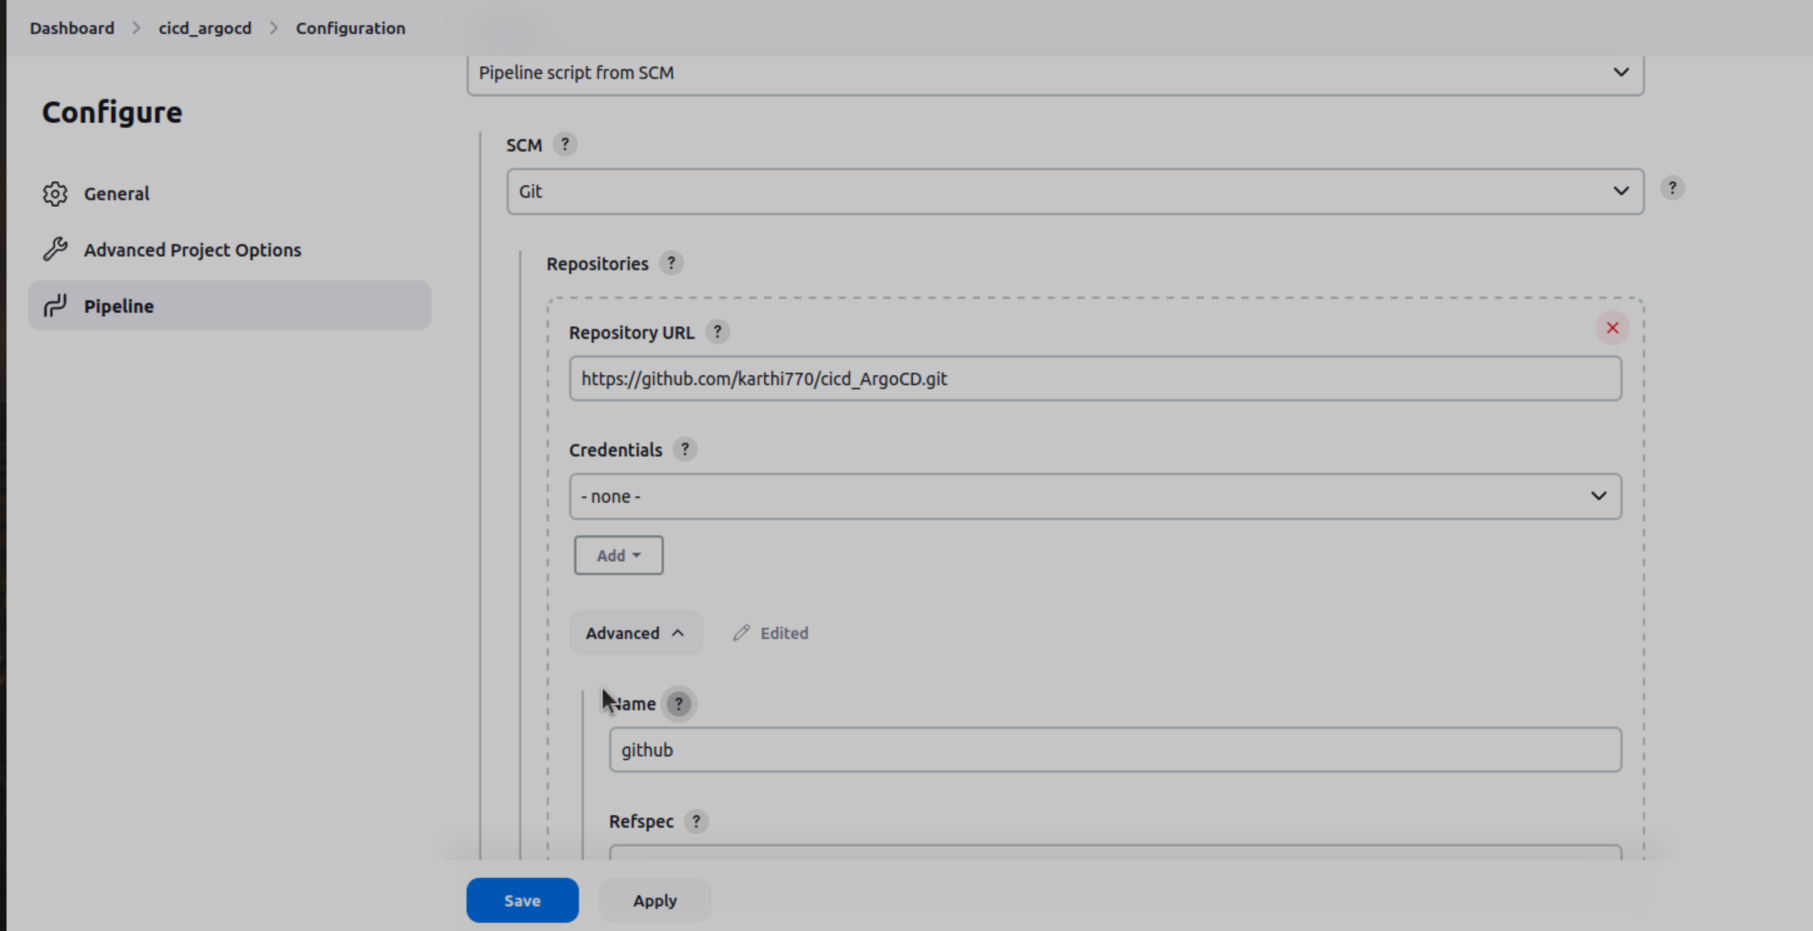 Dashboard > cicd_argocd > Configuration
Configure
General
Advanced Project Options
Pipeline
Pipeline script from SCM
SCM ?
Git
?
Repositories ?
Repository URL ?
https://github.com/karthi770/cicd_ArgoCD.git
Credentials ?
- none -
Add
Advanced
Edited
Name ?
github
Refspec ?
Save
Apply